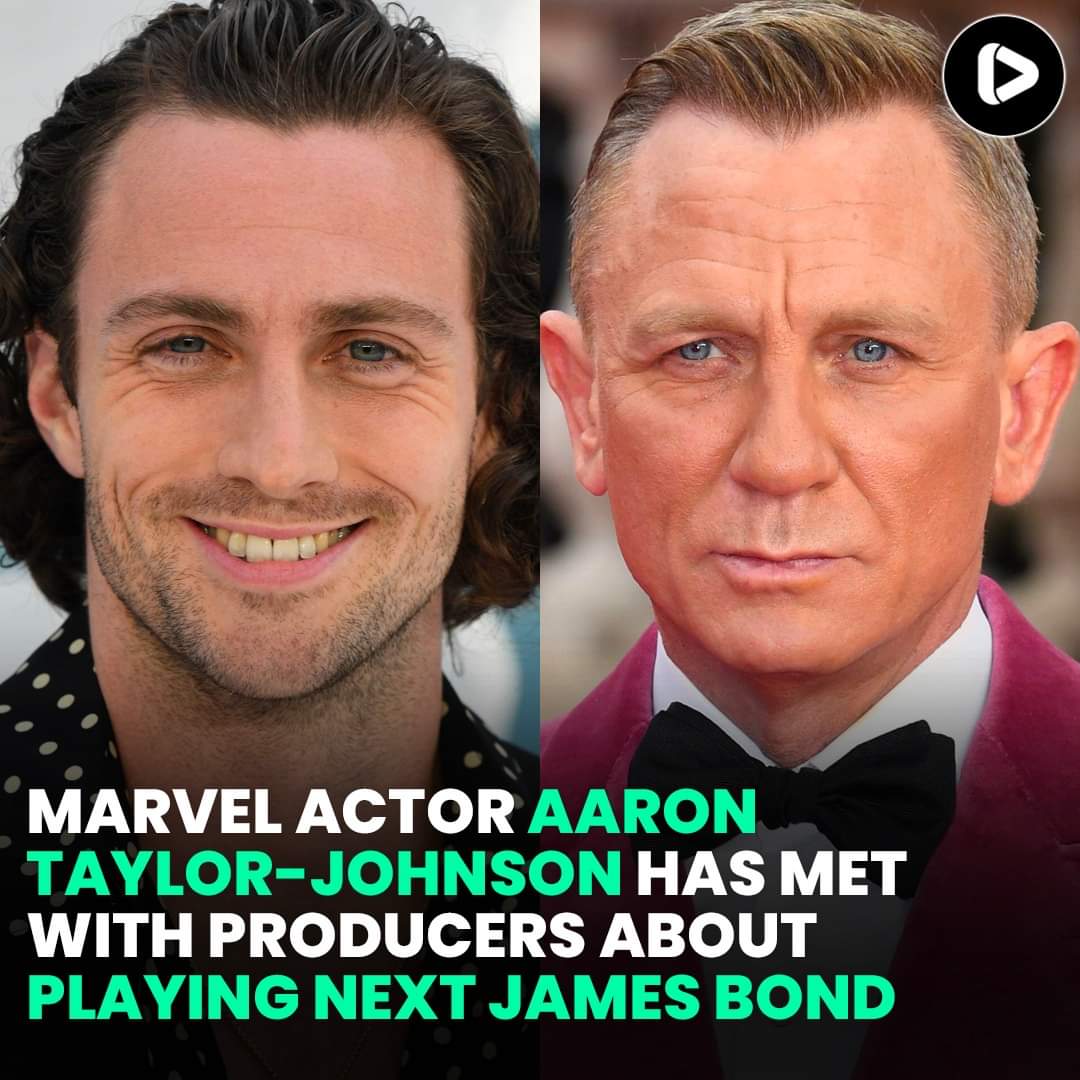 MARVEL ACTOR AARON
TAYLOR-JOHNSON HAS MET
WITH PRODUCERS ABOUT
PLAYING NEXT JAMES BOND